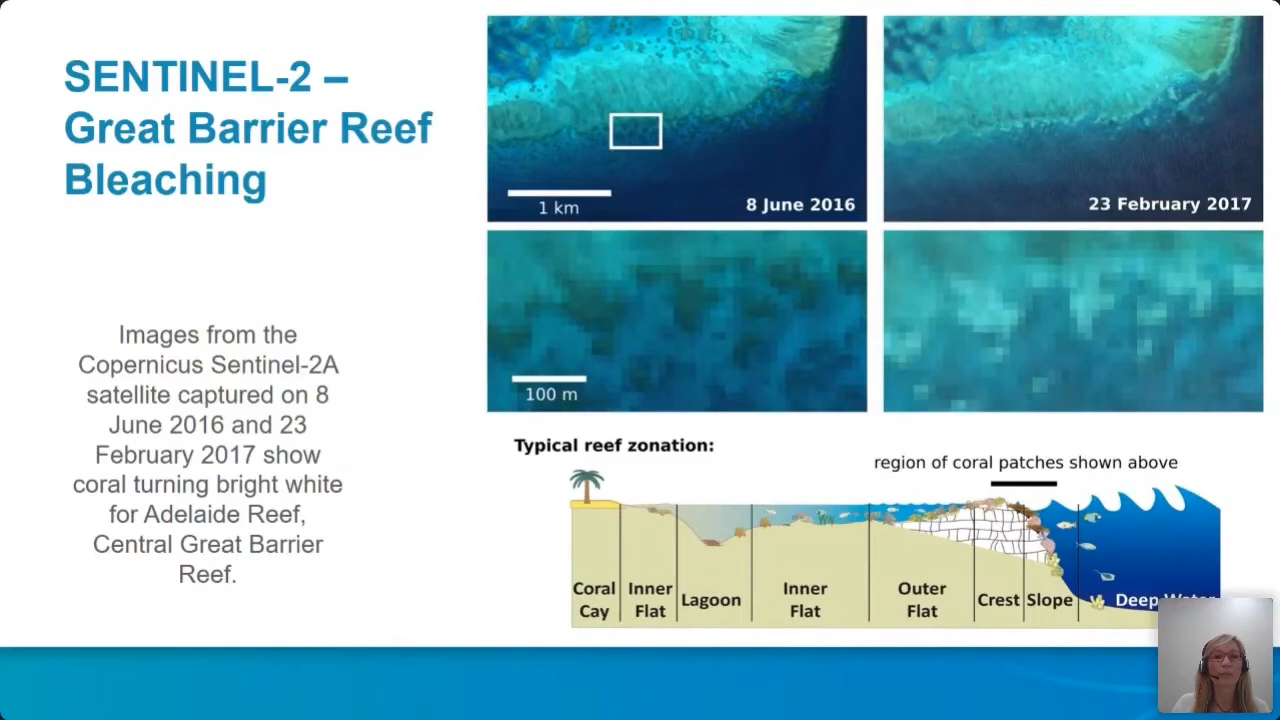 SENTINEL-2 –
Great Barrier Reef
Bleaching
Images from the
Copernicus Sentinel-2A
satellite captured on 8
June 2016 and 23
February 2017 show
coral turning bright white
for Adelaide Reef,
Central Great Barrier
Reef.
1 km
8 June 2016
23 February 2017
100 m
Typical reef zonation:
region of coral patches shown above
Coral
Cay
Inner
Flat
Lagoon
Inner
Flat
Outer
Flat
Crest
Slope
Deep Water